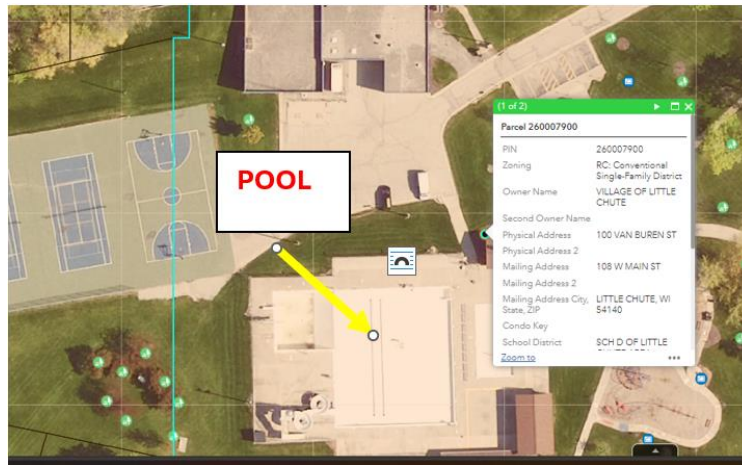 (1 of 2)
Parcel 260007900
PIN 260007900
Zoning RC: Conventional
Single-Family District
Owner Name VILLAGE OF LITTLE
CHUTE
Second Owner Name
Physical Address 100 VAN BUREN ST
Physical Address 2
Mailing Address 108 W MAIN ST
Mailing Address 2
Mailing Address City, LITTLE CHUTE, WI
State, ZIP 54140
Condo Key
School District SCH D OF LITTLE
Zoom to
POOL